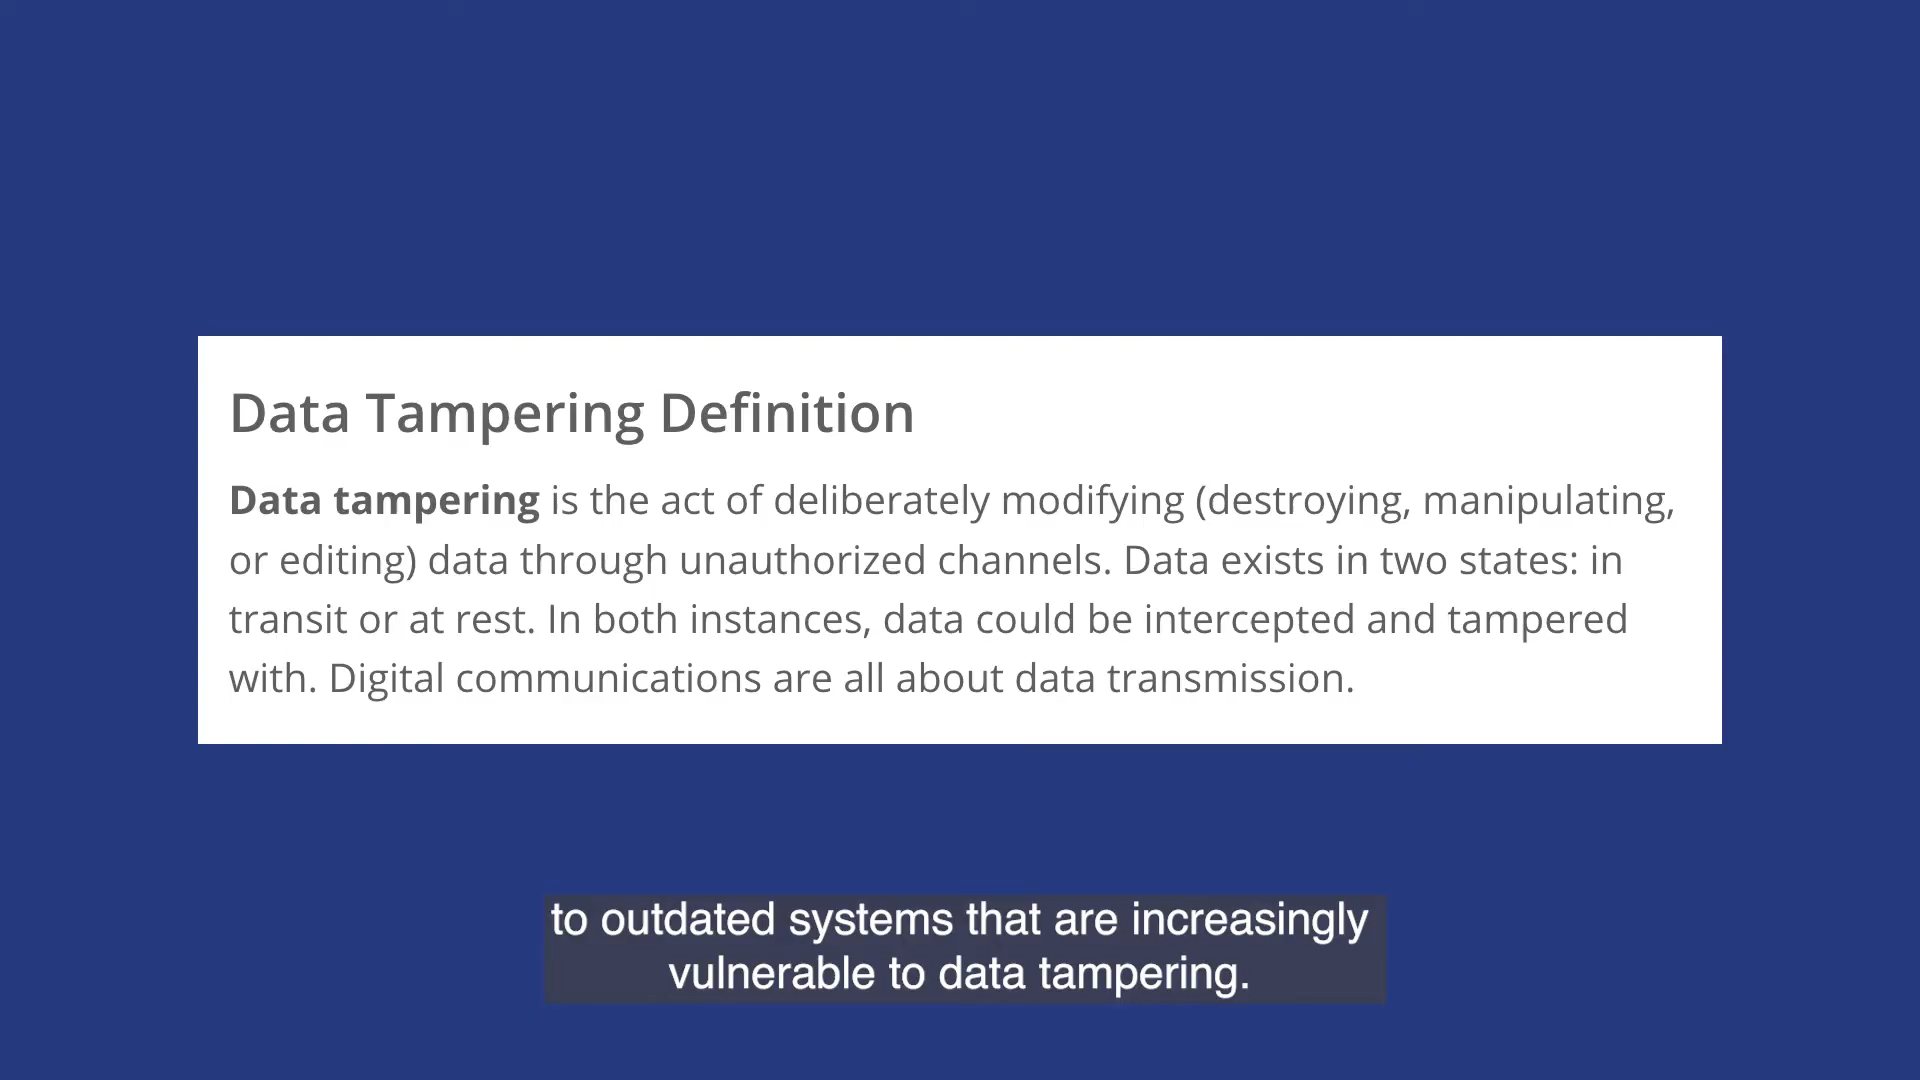 Data Tampering Definition
Data tampering is the act of deliberately modifying (destroying, manipulating,
or editing) data through unauthorized channels. Data exists in two states: in
transit or at rest. In both instances, data could be intercepted and tampered
with. Digital communications are all about data transmission.
to outdated systems that are increasingly
vulnerable to data tampering.